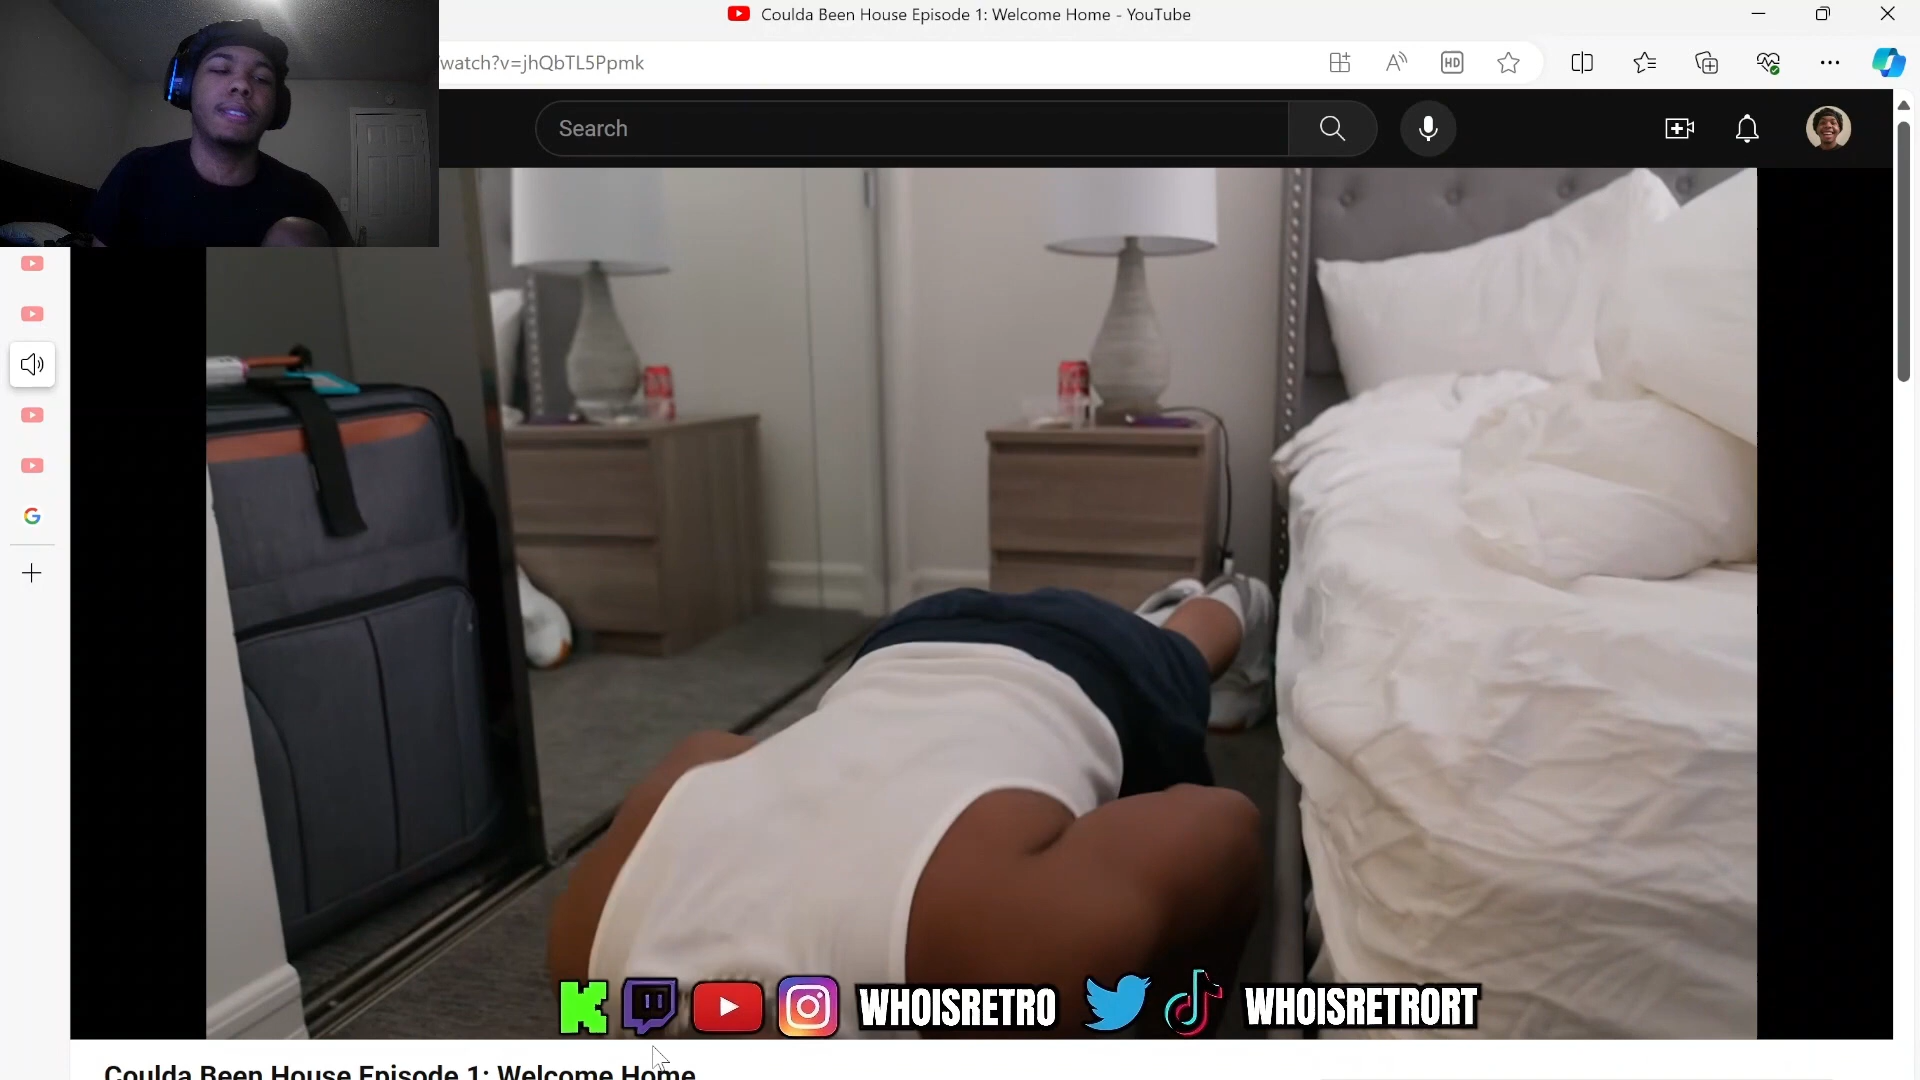 Coulda Been House Episode 1: Welcome Home - YouTube
watch?v=jhQbTL5Ppmk
HD
Search
WHOISRETRO
WHOISRETRORT
Coulda Been House Episode 1: Welcome Home